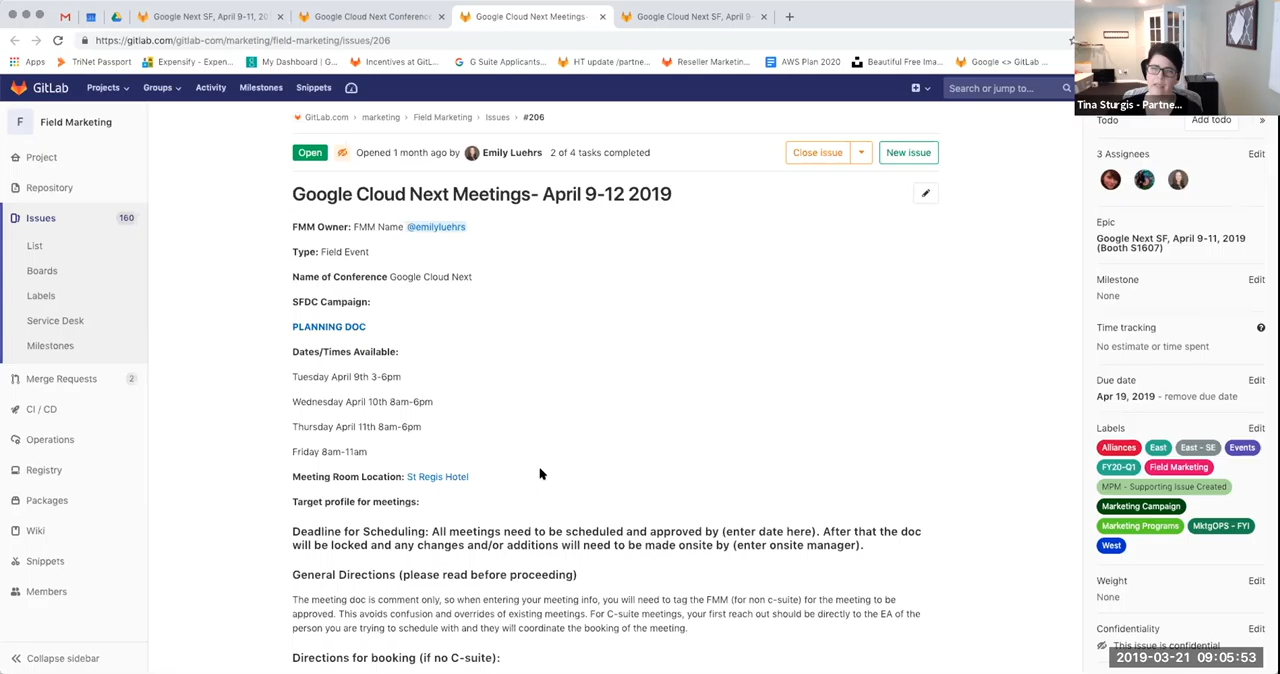 Google Next SF, April 9-11, 20
Google Cloud Next Conference
Google Cloud Next Meetings-
Google Cloud Next SF, April 9-
https://gitlab.com/gitlab-com/marketing/field-marketing/issues/206
Apps TriNet Passport Expensify - Expen... My Dashboard | G... Incentives at GitL... G Suite Applicants... HT update /partne... Reseller Marketin... AWS Plan 2020 Beautiful Free Ima... Google <> GitLab ...
GitLab Projects Groups Activity Milestones Snippets Search or jump to...
Tina Sturgis - Partne...
F Field Marketing
Project
Repository
Issues 160
List
Boards
Labels
Service Desk
Milestones
Merge Requests 2
CI / CD
Operations
Registry
Packages
Wiki
Snippets
Members
Collapse sidebar
GitLab.com > marketing > Field Marketing > Issues > #206
Open Opened 1 month ago by Emily Luehrs 2 of 4 tasks completed Close issue New issue
Google Cloud Next Meetings- April 9-12 2019
FMM Owner: FMM Name @emilyluehrs
Type: Field Event
Name of Conference Google Cloud Next
SFDC Campaign:
PLANNING DOC
Dates/Times Available:
Tuesday April 9th 3-6pm
Wednesday April 10th 8am-6pm
Thursday April 11th 8am-6pm
Friday 8am-11am
Meeting Room Location: St Regis Hotel
Target profile for meetings:
Deadline for Scheduling: All meetings need to be scheduled and approved by (enter date here). After that the doc
will be locked and any changes and/or additions will need to be made onsite by (enter onsite manager).
General Directions (please read before proceeding)
The meeting doc is comment only, so when entering your meeting info, you will need to tag the FMM (for non c-suite) for the meeting to be
approved. This avoids confusion and overrides of existing meetings. For C-suite meetings, your first reach out should be directly to the EA of the
person you are trying to schedule with and they will coordinate the booking of the meeting.
Directions for booking (if no C-suite):
Todo Add todo »
3 Assignees Edit
Epic
Google Next SF, April 9-11, 2019
(Booth S1607)
Milestone Edit
None
Time tracking
No estimate or time spent
Due date Edit
Apr 19, 2019 - remove due date
Labels Edit
Alliances East East - SE Events
FY20-Q1 Field Marketing
MPM - Supporting Issue Created
Marketing Campaign
Marketing Programs MktgOPS - FYI
West
Weight Edit
None
Confidentiality Edit
This issue is confidential
2019-03-21 09:05:53